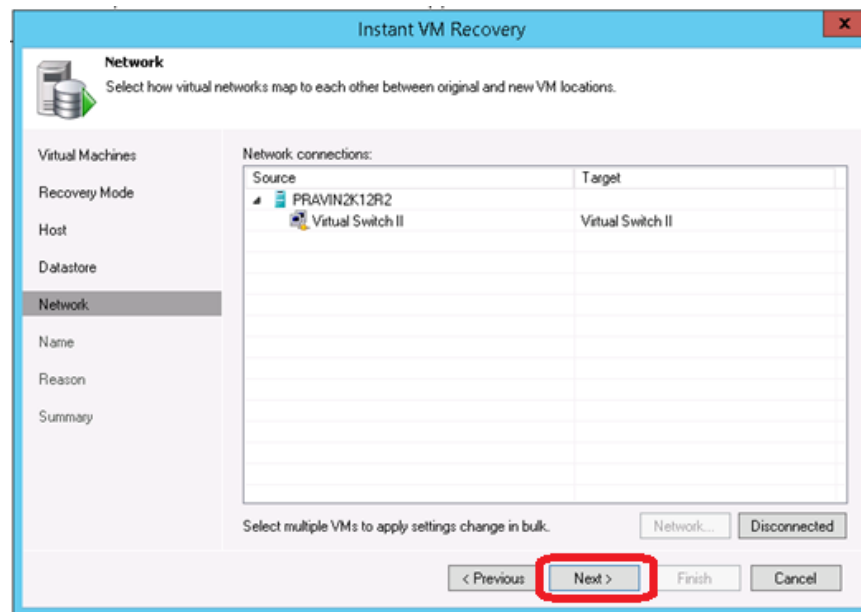 Instant VM Recovery
x
Network
Select how virtual networks map to each other between original and new VM locations.
Virtual Machines
Recovery Mode
Host
Datastore
Network
Name
Reason
Summary
Network connections:
Source Target
PRAVIN2K12R2
Virtual Switch II Virtual Switch II
Select multiple VMs to apply settings change in bulk. Network... Disconnected
< Previous Next > Finish Cancel